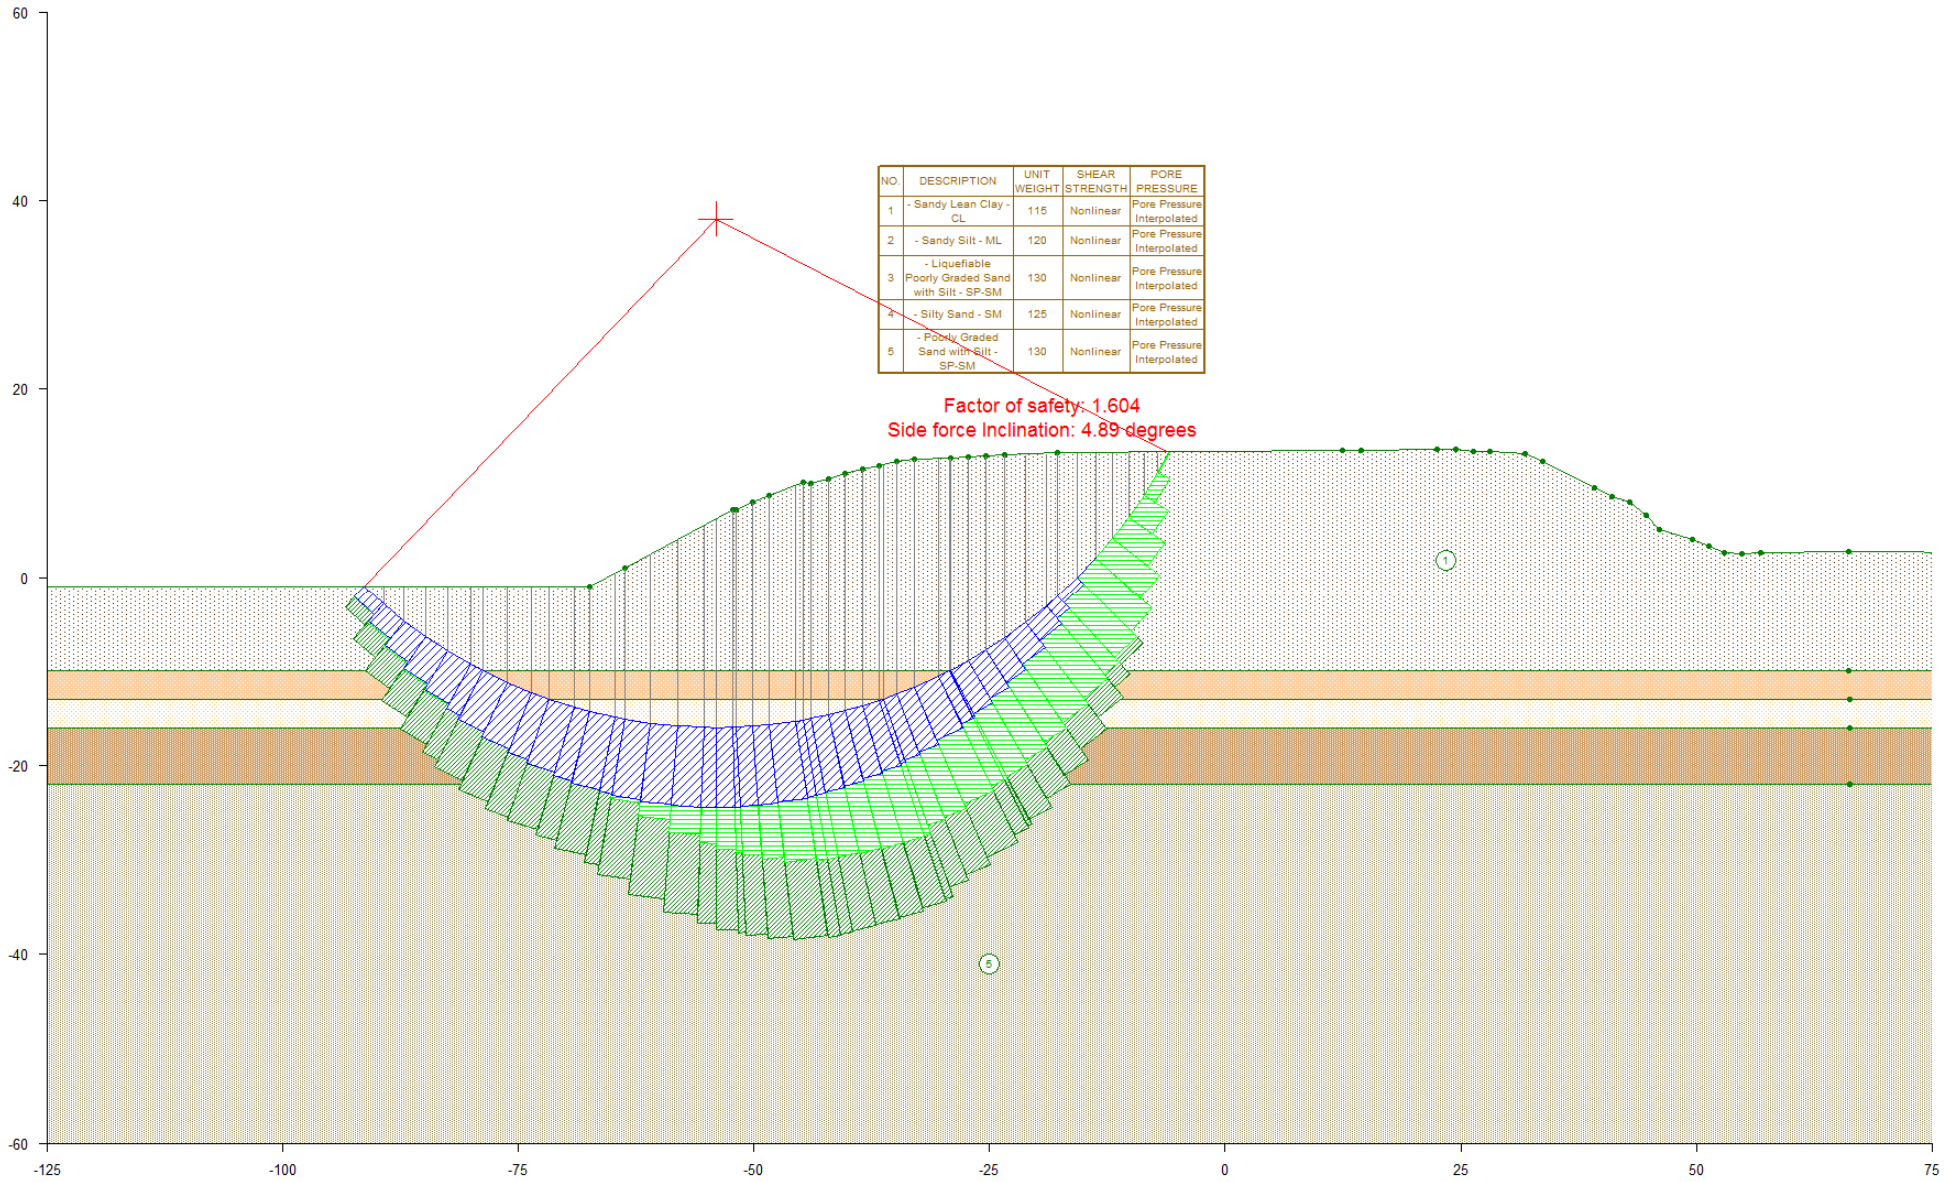 60
40
20
0
-20
-40
-60
-125
-100
-75
-50
-25
0
25
50
75
NO. DESCRIPTION UNIT WEIGHT SHEAR STRENGTH PORE PRESSURE
1 - Sandy Lean Clay - CL 115 Nonlinear Pore Pressure Interpolated
2 - Sandy Silt - ML 120 Nonlinear Pore Pressure Interpolated
3 - Liquefiable Poorly Graded Sand with Silt - SP-SM 130 Nonlinear Pore Pressure Interpolated
4 - Silty Sand - SM 125 Nonlinear Pore Pressure Interpolated
5 - Poorly Graded Sand with Silt - SP-SM 130 Nonlinear Pore Pressure Interpolated
Factor of safety: 1.604
Side force Inclination: 4.89 degrees
1
5